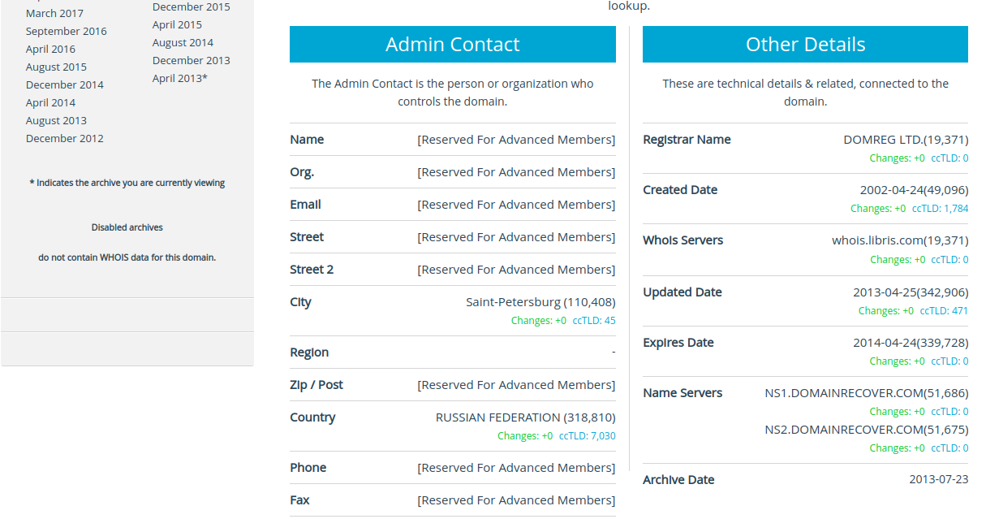 March 2017
September 2016
April 2016
August 2015
December 2014
April 2014
August 2013
December 2012
December 2015
April 2015
August 2014
December 2013
April 2013*
* Indicates the archive you are currently viewing
Disabled archives
do not contain WHOIS data for this domain.
lookup.
Admin Contact
The Admin Contact is the person or organization who
controls the domain.
Name [Reserved For Advanced Members]
Org. [Reserved For Advanced Members]
Email [Reserved For Advanced Members]
Street [Reserved For Advanced Members]
Street 2 [Reserved For Advanced Members]
City Saint-Petersburg (110,408)
Changes: +0 ccTLD: 45
Region -
Zip / Post [Reserved For Advanced Members]
Country RUSSIAN FEDERATION (318,810)
Changes: +0 ccTLD: 7,030
Phone [Reserved For Advanced Members]
Fax [Reserved For Advanced Members]
Other Details
These are technical details & related, connected to the
domain.
Registrar Name DOMREG LTD.(19,371)
Changes: +0 ccTLD: 0
Created Date 2002-04-24(49,096)
Changes: +0 ccTLD: 1,784
Whois Servers whois.libris.com(19,371)
Changes: +0 ccTLD: 0
Updated Date 2013-04-25(342,906)
Changes: +0 ccTLD: 471
Expires Date 2014-04-24(339,728)
Changes: +0 ccTLD: 0
Name Servers NS1.DOMAINRECOVER.COM(51,686)
Changes: +0 ccTLD: 0
NS2.DOMAINRECOVER.COM(51,675)
Changes: +0 ccTLD: 0
Archive Date 2013-07-23